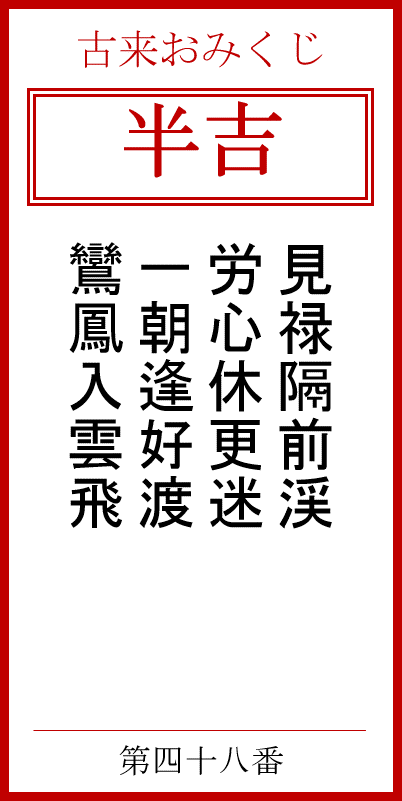 古来おみくじ
半吉
見禄隔前渓
労心休更迷
一朝逢好渡
鸞鳳入雲飛
第四十八番